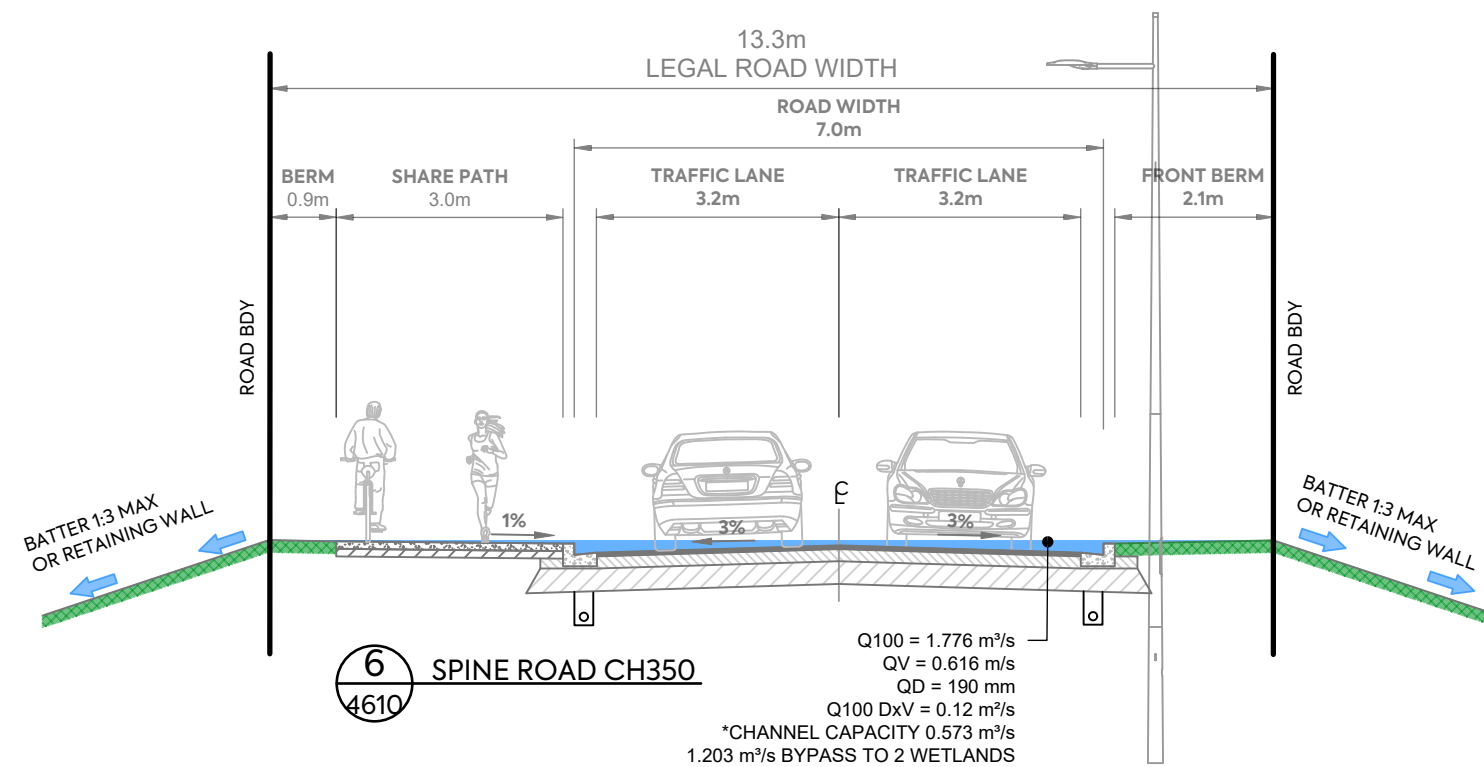 13.3m
LEGAL ROAD WIDTH
ROAD WIDTH
7.0m
BERM
0.9m
SHARE PATH
3.0m
TRAFFIC LANE
3.2m
TRAFFIC LANE
3.2m
FRONT BERM
2.1m
ROAD BDY
ROAD BDY
BATTER 1:3 MAX
OR RETAINING WALL
1%
3%
3%
BATTER 1:3 MAX
OR RETAINING WALL
6
4610
SPINE ROAD CH350
Q100 = 1.776 m³/s
QV = 0.616 m/s
QD = 190 mm
Q100 DxV = 0.12 m²/s
*CHANNEL CAPACITY 0.573 m³/s
1.203 m³/s BYPASS TO 2 WETLANDS